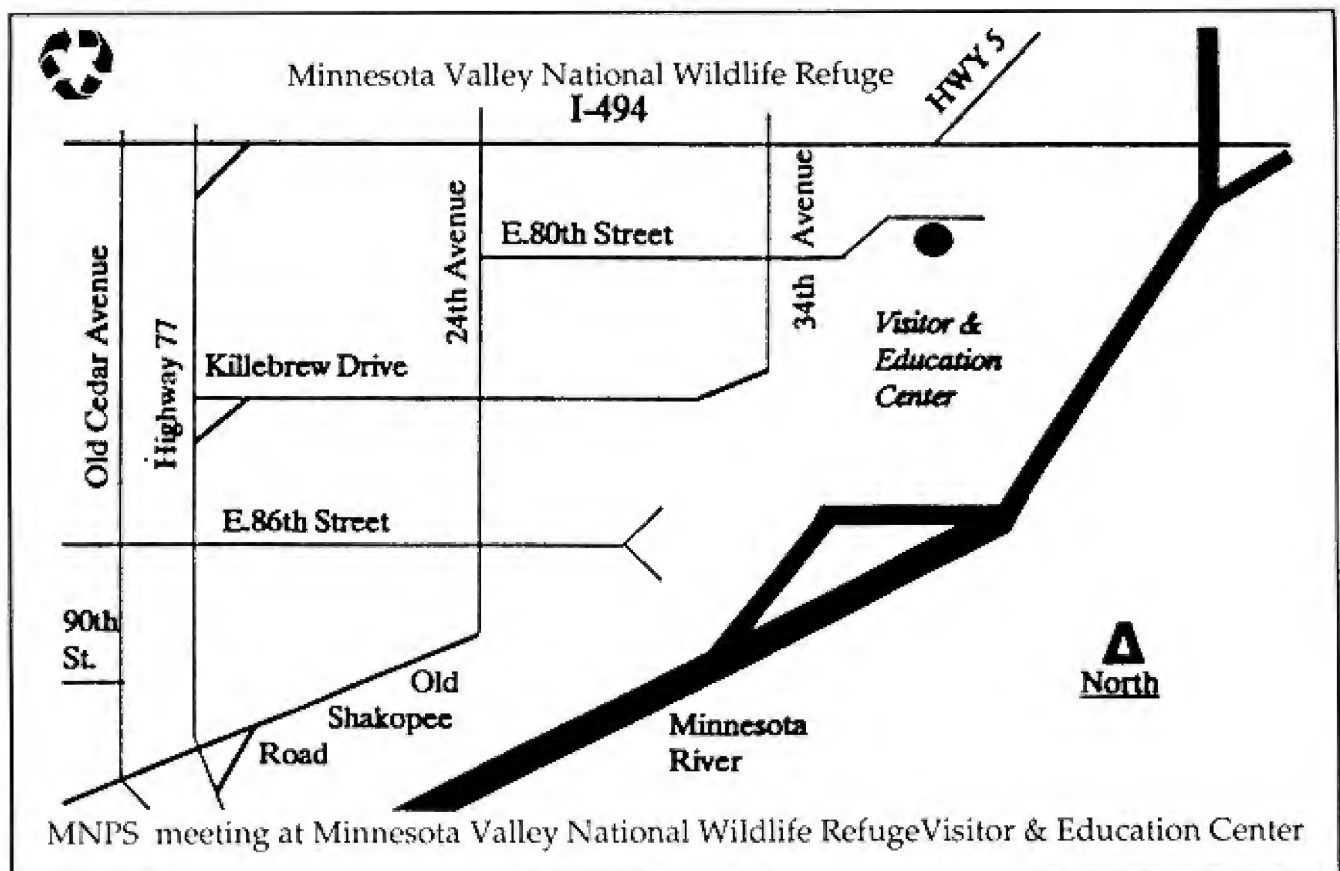 Minnesota Valley National Wildlife Refuge
I-494
HWY 5
Old Cedar Avenue
Highway 77
24th Avenue
34th Avenue
E.80th Street
Visitor &
Education
Center
Killebrew Drive
E.86th Street
90th
St.
Old
Shakopee
Road
Minnesota
River
North
MNPS meeting at Minnesota Valley National Wildlife RefugeVisitor & Education Center